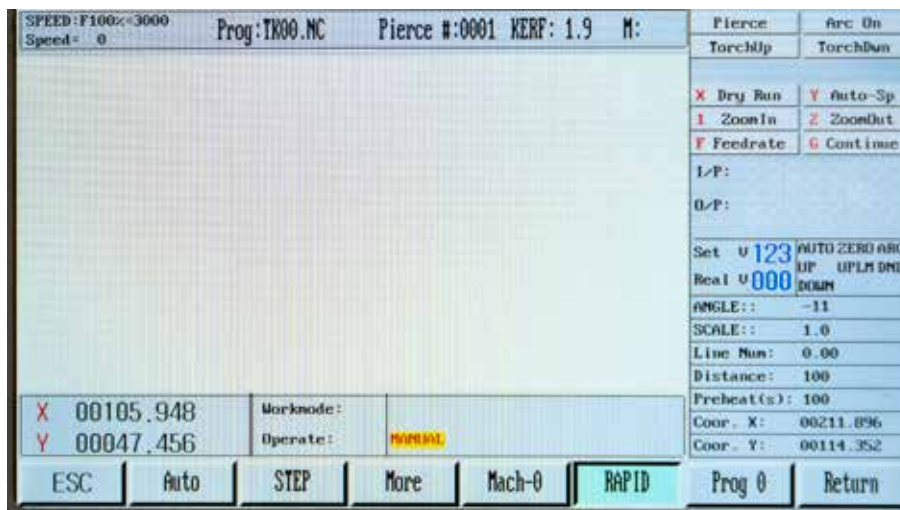 SPEED:F100%=3000
Speed= 0
Prog:TK00.NC
Pierce #:0001 KERF: 1.9 M:
Pierce Arc On
TorchUp TorchDwn
X Dry Run Y Auto-Sp
1 ZoomIn 2 ZoomOut
F Feedrate G Continue
I/P:
O/P:
Set V 123 AUTO ZERO ARC
Real V 000 UP UPLM DNL
DOWN
ANGLE:: -11
SCALE:: 1.0
Line Num: 0.00
Distance: 100
Preheat(s): 100
Coor. X: 00211.896
Coor. Y: 00114.352
X 00105.948
Y 00047.456
Workmode:
Operate: MANUAL
ESC Auto STEP More Mach-0 RAPID Prog 0 Return